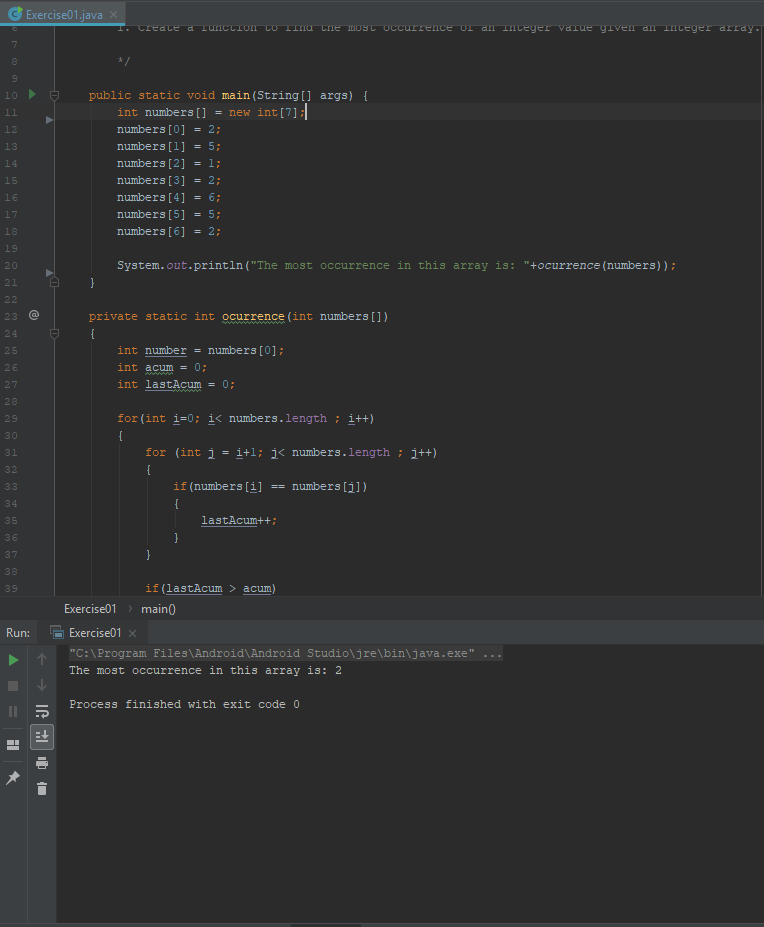 Exercise01.java
6 1. Create a function to find the most occurrence of an integer value given an integer array.
7
8 */
9
10 public static void main(String[] args) {
11 int numbers[] = new int[7];
12 numbers[0] = 2;
13 numbers[1] = 5;
14 numbers[2] = 1;
15 numbers[3] = 2;
16 numbers[4] = 6;
17 numbers[5] = 5;
18 numbers[6] = 2;
19
20 System.out.println("The most occurrence in this array is: "+ocurrence(numbers));
21 }
22
23 @ private static int ocurrence(int numbers[])
24 {
25 int number = numbers[0];
26 int acum = 0;
27 int lastAcum = 0;
28
29 for(int i=0; i< numbers.length ; i++)
30 {
31 for (int j = i+1; j< numbers.length ; j++)
32 {
33 if(numbers[i] == numbers[j])
34 {
35 lastAcum++;
36 }
37 }
38
39 if(lastAcum > acum)
Exercise01 › main()
Run: Exercise01
"C:\Program Files\Android\Android Studio\jre\bin\java.exe" ...
The most occurrence in this array is: 2
Process finished with exit code 0